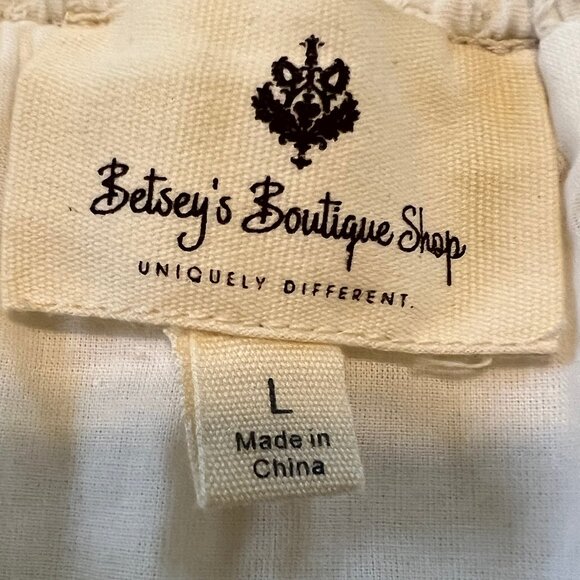 Betsey's Boutique Shop
UNIQUELY DIFFERENT.
L
Made in
China